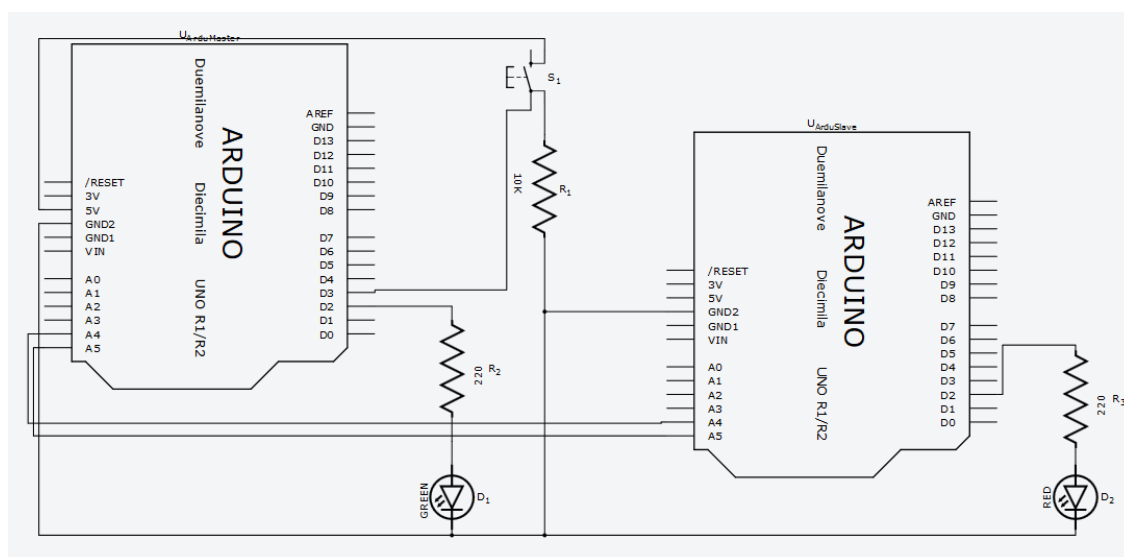 UArduMaster
Duemilanove
Diecimila
UNO R1/R2
ARDUINO
/RESET
3V
5V
GND2
GND1
VIN
A0
A1
A2
A3
A4
A5
AREF
GND
D13
D12
D11
D10
D9
D8
D7
D6
D5
D4
D3
D2
D1
D0
S1
10K
R1
220
R2
GREEN
D1
UArduSlave
Duemilanove
Diecimila
UNO R1/R2
ARDUINO
/RESET
3V
5V
GND2
GND1
VIN
A0
A1
A2
A3
A4
A5
AREF
GND
D13
D12
D11
D10
D9
D8
D7
D6
D5
D4
D3
D2
D1
D0
220
R3
RED
D2